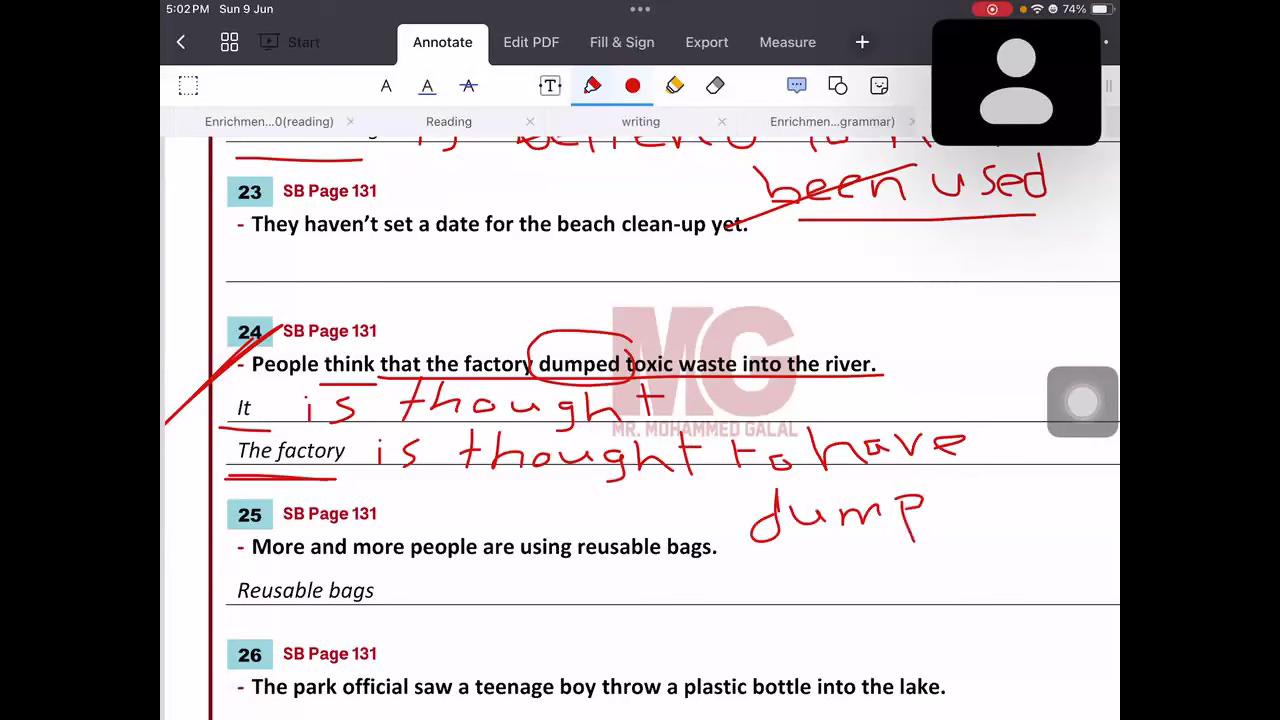 5:02 PM Sun 9 Jun
74%
Start
Annotate
Edit PDF
Fill & Sign
Export
Measure
Enrichmen...0(reading)
Reading
writing
Enrichmen...grammar)
been used
23 SB Page 131
- They haven't set a date for the beach clean-up yet.
24 SB Page 131
- People think that the factory dumped toxic waste into the river.
It is thought
The factory is thought to have
dump
MG
MR. MOHAMMED GALAL
25 SB Page 131
- More and more people are using reusable bags.
Reusable bags
26 SB Page 131
- The park official saw a teenage boy throw a plastic bottle into the lake.